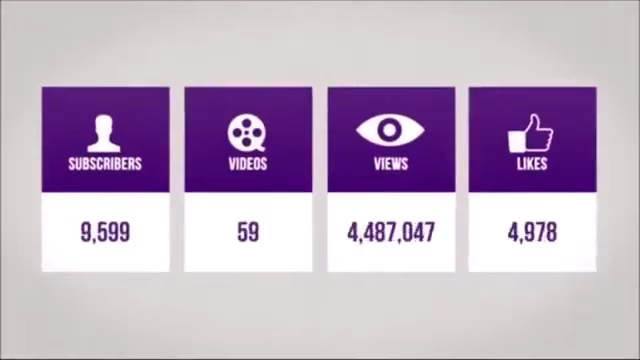 SUBSCRIBERS
9,599
VIDEOS
59
VIEWS
4,487,047
LIKES
4,978